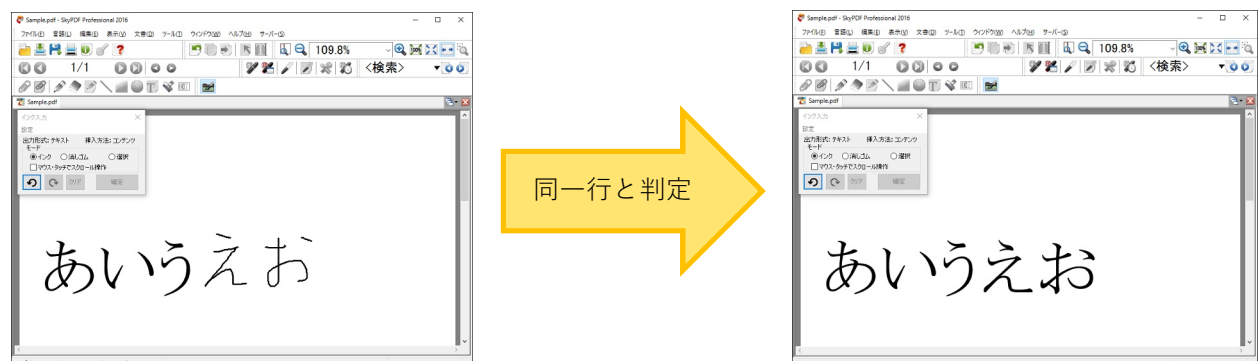 Sample.pdf - SkyPDF Professional 2016
ファイル(F) 言語(L) 編集(E) 表示(V) 文書(D) ツール(T) ウィンドウ(W) ヘルプ(H) サーバー(S)
109.8%
1/1
<検索>
Sample.pdf
インク入力
設定
出力形式: テキスト 挿入方法: コンテンツ
モード
インク 消しゴム 選択
マウス・タッチでスクロール操作
クリア 確定
あいうえお
同一行と判定
Sample.pdf - SkyPDF Professional 2016
ファイル(F) 言語(L) 編集(E) 表示(V) 文書(D) ツール(T) ウィンドウ(W) ヘルプ(H) サーバー(S)
109.8%
1/1
<検索>
Sample.pdf
インク入力
設定
出力形式: テキスト 挿入方法: コンテンツ
モード
インク 消しゴム 選択
マウス・タッチでスクロール操作
クリア 確定
あいうえお